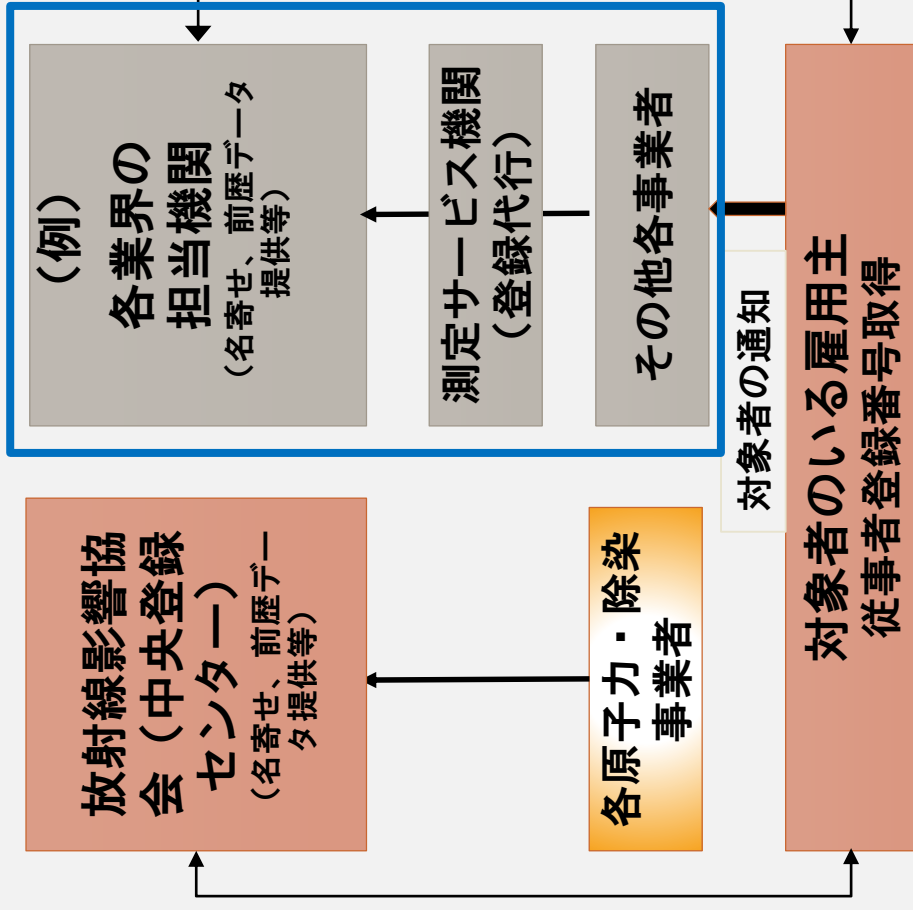 放射線影響協
会（中央登録
センター）
（名寄せ、前歴デー
タ提供等）
各原子力・除染
事業者
（例）
各業界の
担当機関
（名寄せ、前歴データ
提供等）
測定サービス機関
（登録代行）
その他各事業者
対象者の通知
対象者のいる雇用主
従事者登録番号取得